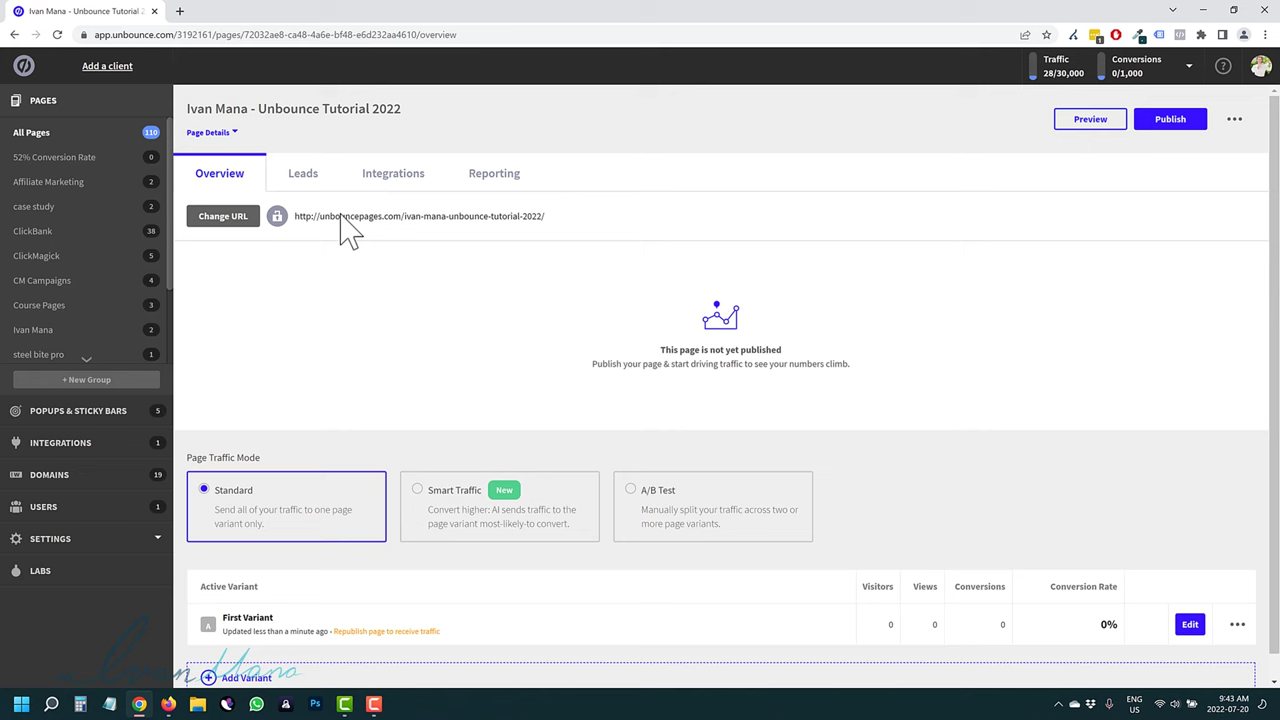 Ivan Mana - Unbounce Tutorial 2
app.unbounce.com/3192161/pages/72032ae8-ca48-4a6e-bf48-e6d232aa4610/overview
Add a client
Traffic
28/30,000
Conversions
0/1,000
PAGES
All Pages 110
52% Conversion Rate 0
Affiliate Marketing 2
case study 2
ClickBank 38
ClickMagick 5
CM Campaigns 4
Course Pages 3
Ivan Mana 2
steel bite pro 1
+ New Group
POPUPS & STICKY BARS 5
INTEGRATIONS 1
DOMAINS 19
USERS 1
SETTINGS
LABS
Ivan Mana - Unbounce Tutorial 2022
Page Details
Preview
Publish
Overview
Leads
Integrations
Reporting
Change URL
http://unbouncepages.com/ivan-mana-unbounce-tutorial-2022/
This page is not yet published
Publish your page & start driving traffic to see your numbers climb.
Page Traffic Mode
Standard
Send all of your traffic to one page
variant only.
Smart Traffic New
Convert higher: AI sends traffic to the
page variant most-likely-to convert.
A/B Test
Manually split your traffic across two or
more page variants.
Active Variant Visitors Views Conversions Conversion Rate
A
First Variant
Updated less than a minute ago - Republish page to receive traffic
0 0 0 0% Edit
Add Variant
Ivan Mana
ENG
US
9:43 AM
2022-07-20